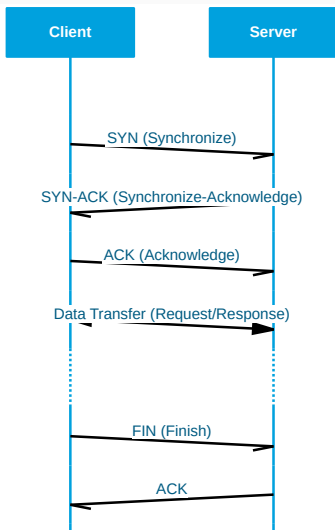 Client
Server
SYN (Synchronize)
SYN-ACK (Synchronize-Acknowledge)
ACK (Acknowledge)
Data Transfer (Request/Response)
FIN (Finish)
ACK